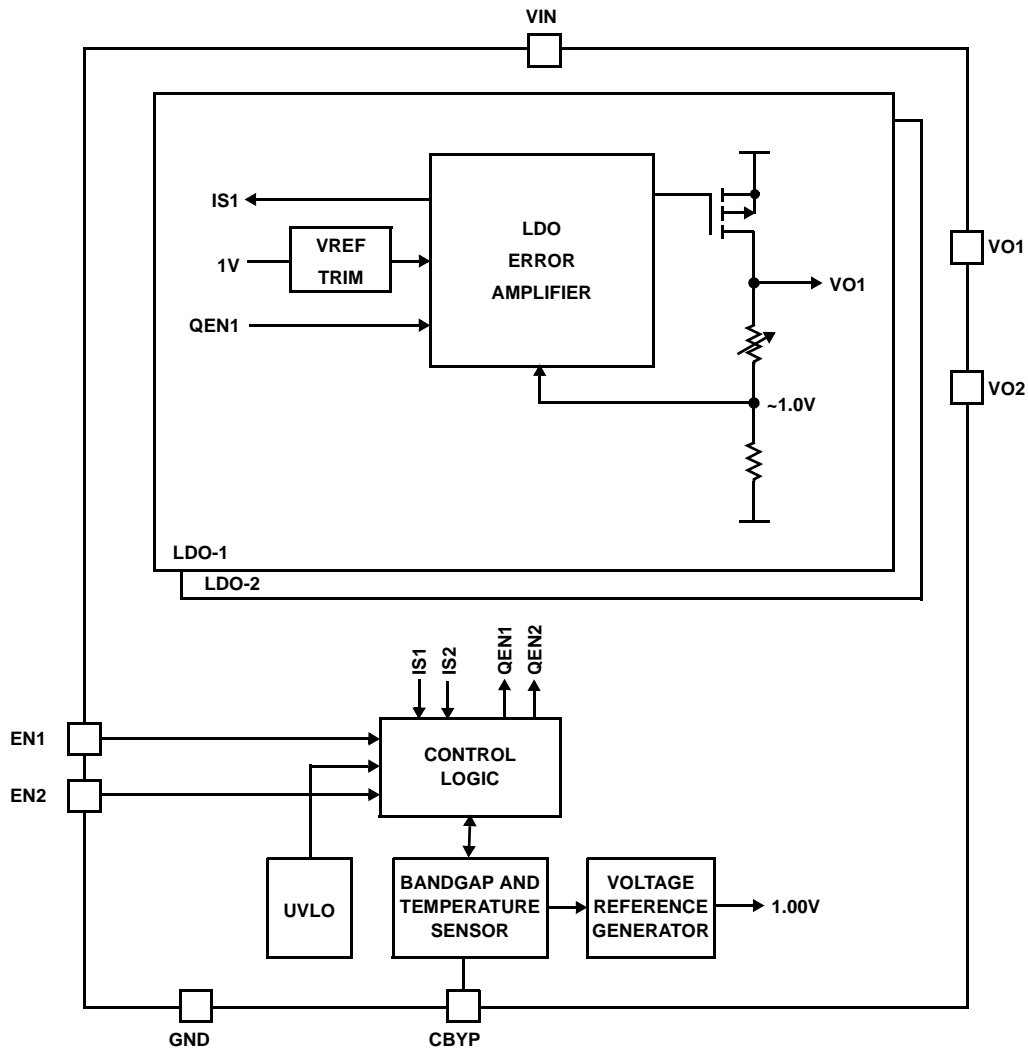 VIN
IS1
VREF
TRIM
1V
QEN1
LDO
ERROR
AMPLIFIER
VO1
~1.0V
LDO-1
LDO-2
VO1
VO2
IS1
IS2
QEN1
QEN2
EN1
EN2
CONTROL
LOGIC
UVLO
BANDGAP AND
TEMPERATURE
SENSOR
VOLTAGE
REFERENCE
GENERATOR
1.00V
GND
CBYP